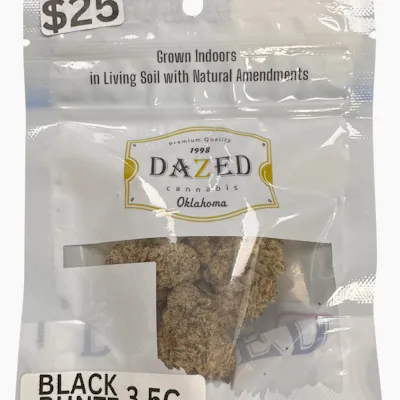 $25
Grown Indoors
in Living Soil with Natural Amendments
Premium Quality
1998
DAZED
cannabis
Oklahoma
BLACK
3.5G